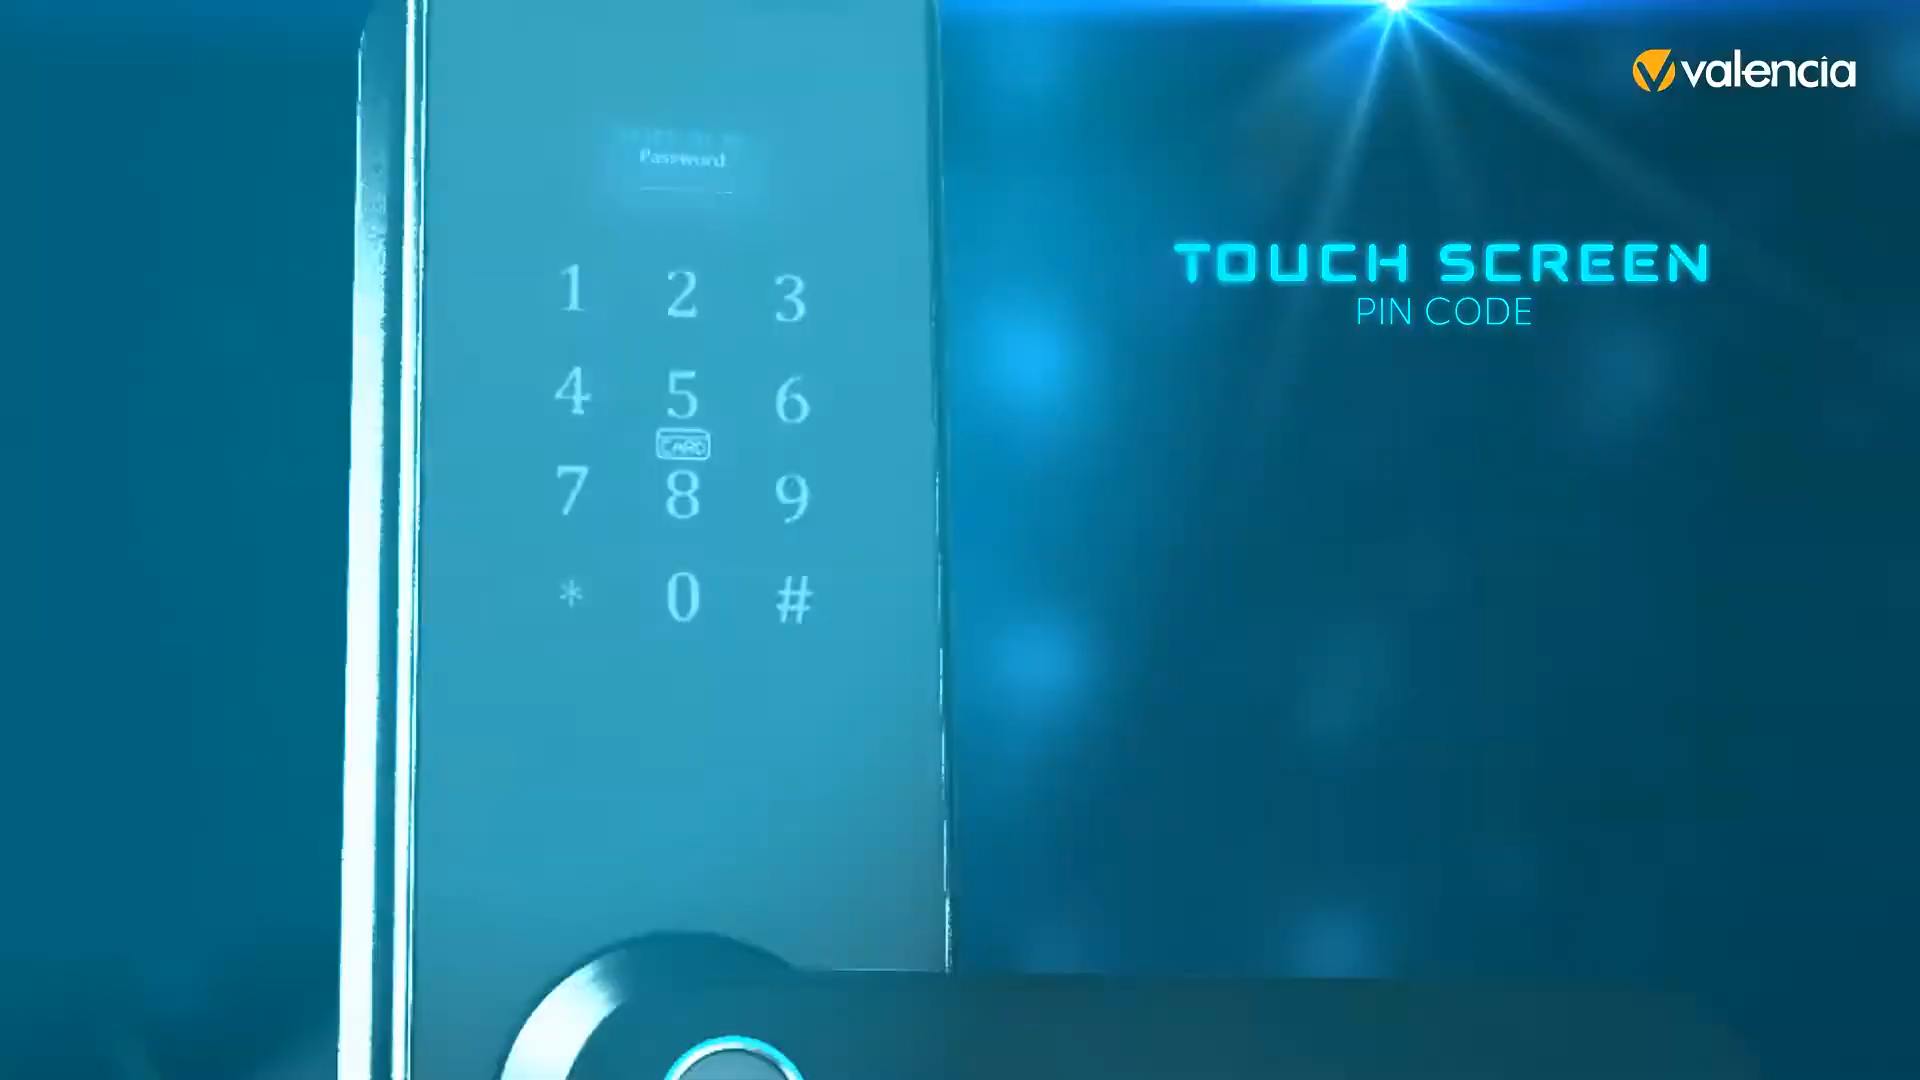 valencia
TOUCH SCREEN
PIN CODE
Password
1 2 3
4 5 6
CARD
7 8 9
* 0 #